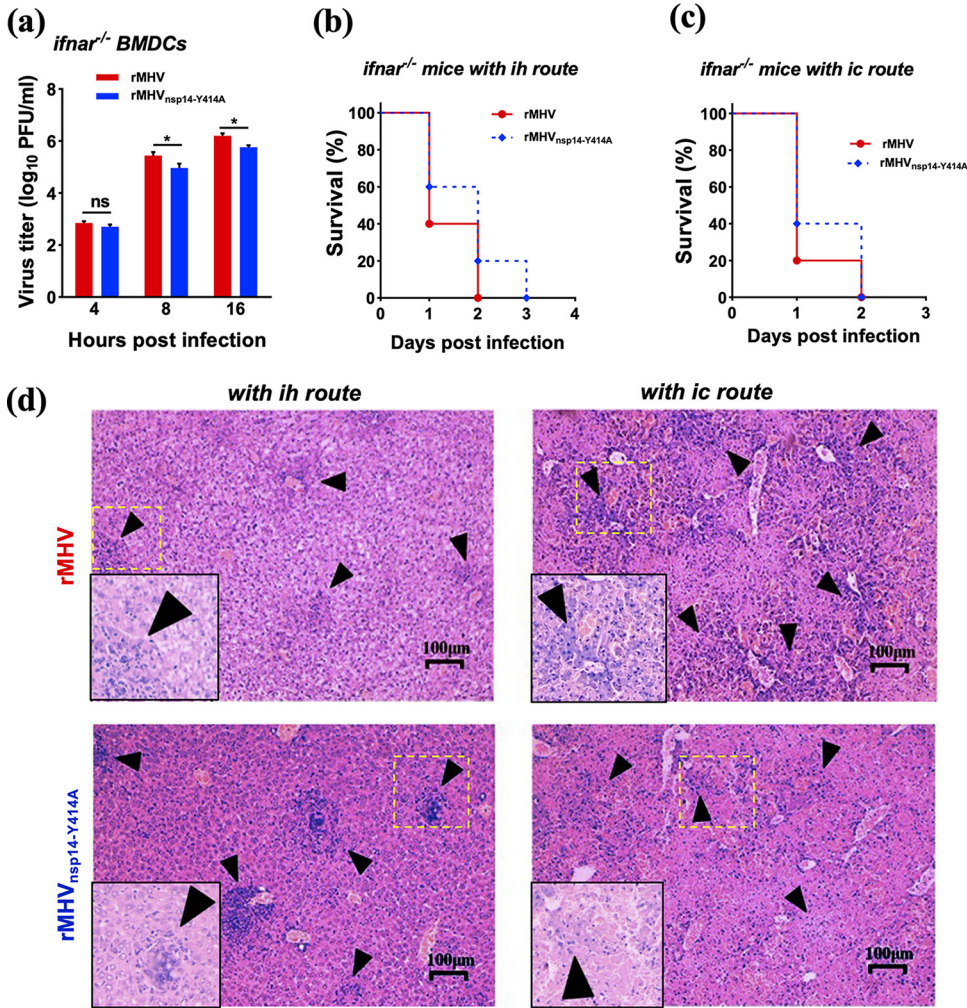 (a)
ifnar-/- BMDCs
rMHV
rMHVnsp14-Y414A
Virus titer (log10 PFU/ml)
8
6
4
2
0
ns
*
*
4 8 16
Hours post infection
(b)
ifnar-/- mice with ih route
rMHV
rMHVnsp14-Y414A
Survival (%)
100
80
60
40
20
0
0 1 2 3 4
Days post infection
(c)
ifnar-/- mice with ic route
rMHV
rMHVnsp14-Y414A
Survival (%)
100
80
60
40
20
0
0 1 2 3
Days post infection
(d)
with ih route
with ic route
rMHV
100μm
100μm
rMHVnsp14-Y414A
100μm
100μm